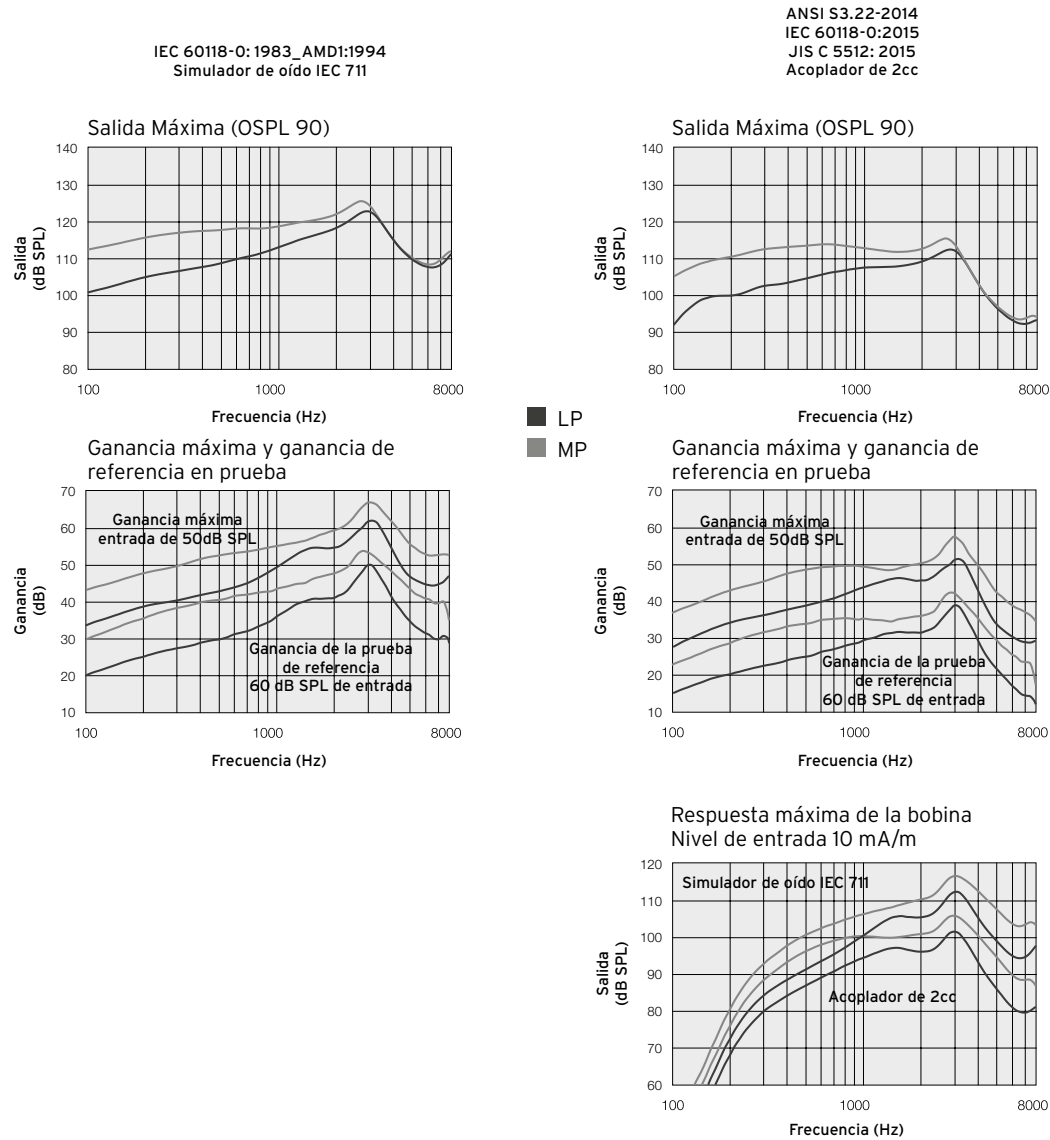 IEC 60118-0: 1983_AMD1:1994
Simulador de oído IEC 711
ANSI S3.22-2014
IEC 60118-0:2015
JIS C 5512: 2015
Acoplador de 2cc
Salida Máxima (OSPL 90)
140
130
120
110
100
90
80
Salida
(dB SPL)
100
1000
8000
Frecuencia (Hz)
Salida Máxima (OSPL 90)
140
130
120
110
100
90
80
Salida
(dB SPL)
100
1000
8000
Frecuencia (Hz)
LP
MP
Ganancia máxima y ganancia de
referencia en prueba
70
60
50
40
30
20
10
Ganancia
(dB)
Ganancia máxima
entrada de 50dB SPL
Ganancia de la prueba
de referencia
60 dB SPL de entrada
100
1000
8000
Frecuencia (Hz)
Ganancia máxima y ganancia de
referencia en prueba
70
60
50
40
30
20
10
Ganancia
(dB)
Ganancia máxima
entrada de 50dB SPL
Ganancia de la prueba
de referencia
60 dB SPL de entrada
100
1000
8000
Frecuencia (Hz)
Respuesta máxima de la bobina
Nivel de entrada 10 mA/m
120
110
100
90
80
70
60
Salida
(dB SPL)
Simulador de oído IEC 711
Acoplador de 2cc
100
1000
8000
Frecuencia (Hz)